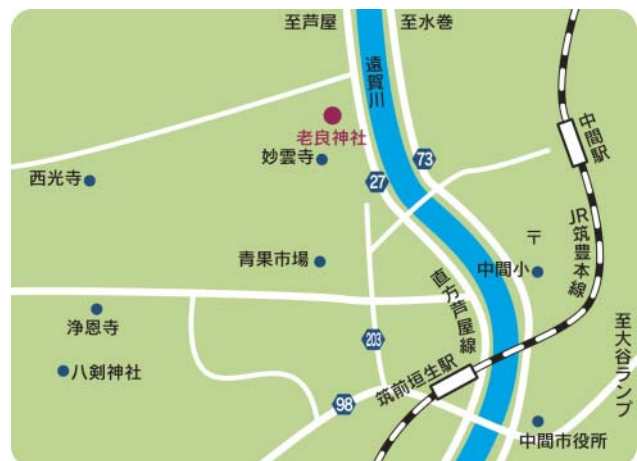 至芦屋
至水巻
遠賀川
老良神社
中間駅
妙雲寺
73
27
西光寺
〒
JR筑豊本線
青果市場
中間小
直方芦屋線
浄恩寺
203
至大谷ランプ
八剣神社
筑前垣生駅
98
中間市役所